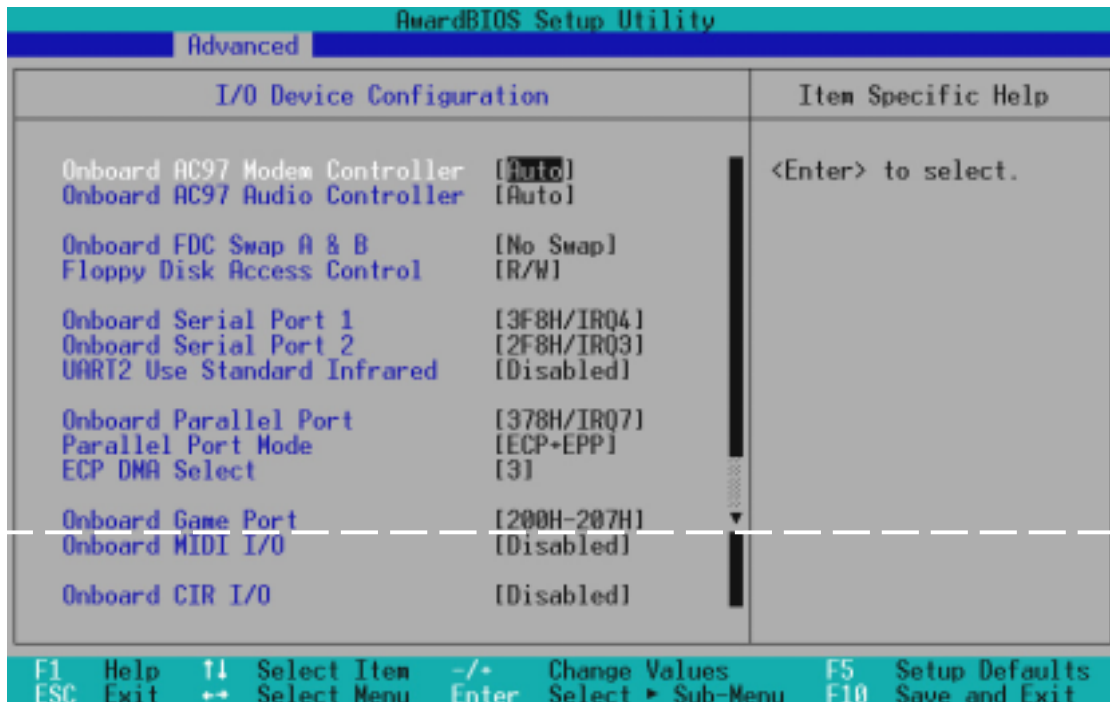 AwardBIOS Setup Utility
Advanced
I/O Device Configuration
Item Specific Help
Onboard AC97 Modem Controller [Auto]
<Enter> to select.
Onboard AC97 Audio Controller [Auto]
Onboard FDC Swap A & B [No Swap]
Floppy Disk Access Control [R/W]
Onboard Serial Port 1 [3F8H/IRQ4]
Onboard Serial Port 2 [2F8H/IRQ3]
UART2 Use Standard Infrared [Disabled]
Onboard Parallel Port [378H/IRQ7]
Parallel Port Mode [ECP+EPP]
ECP DMA Select [3]
Onboard Game Port [200H-207H]
Onboard MIDI I/O [Disabled]
Onboard CIR I/O [Disabled]
F1 Help ↑↓ Select Item -/+ Change Values F5 Setup Defaults
ESC Exit ←→ Select Menu Enter Select ► Sub-Menu F10 Save and Exit